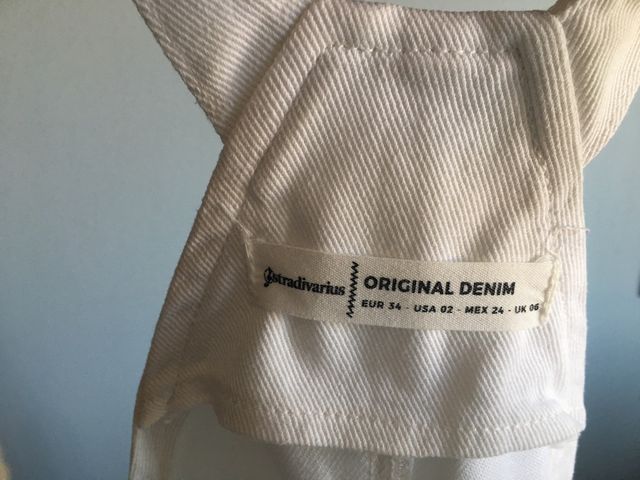 stradivarius
ORIGINAL DENIM
EUR 34 - USA 02 - MEX 24 - UK 06